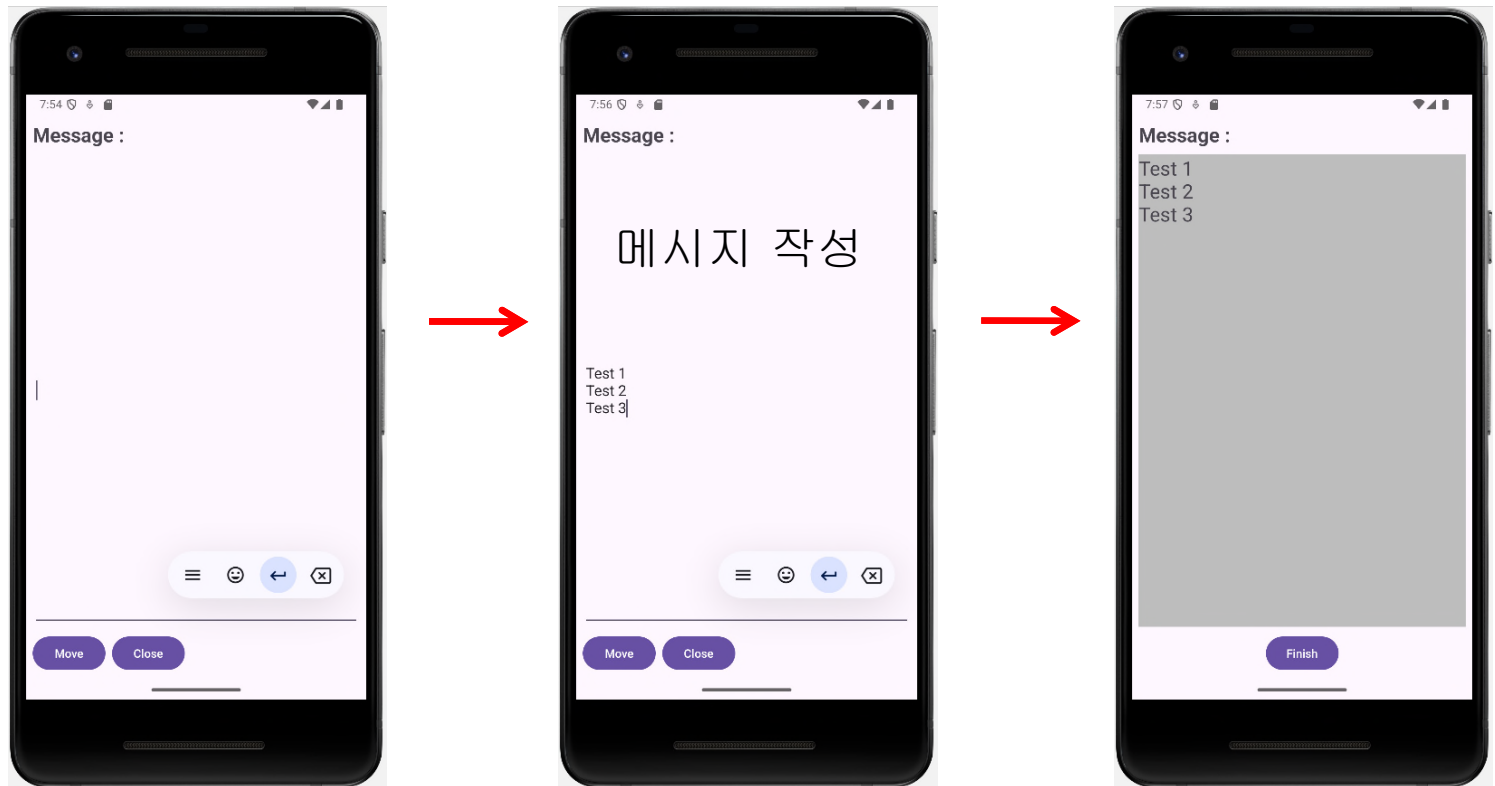 7:54
Message :
Move
Close
7:56
Message :
메시지 작성
Test 1
Test 2
Test 3
Move
Close
7:57
Message :
Test 1
Test 2
Test 3
Finish